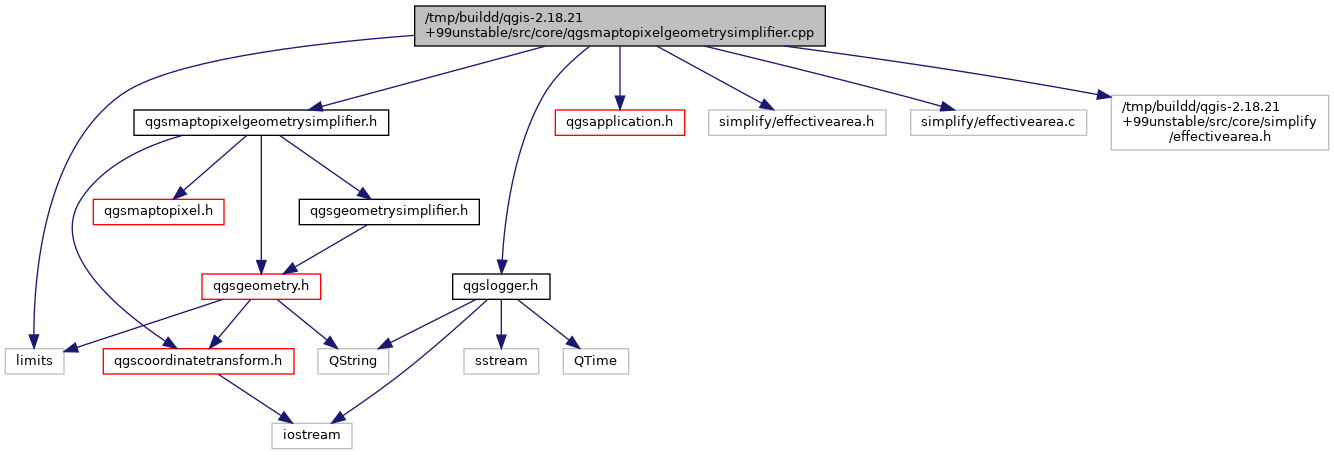 /tmp/buildd/qgis-2.18.21
+99unstable/src/core/qgsmaptopixelgeometrysimplifier.cpp
qgsmaptopixelgeometrysimplifier.h
qgsapplication.h
simplify/effectivearea.h
simplify/effectivearea.c
/tmp/buildd/qgis-2.18.21
+99unstable/src/core/simplify
/effectivearea.h
qgsmaptopixel.h
qgsgeometrysimplifier.h
qgsgeometry.h
qgslogger.h
limits
qgscoordinatetransform.h
QString
sstream
QTime
iostream